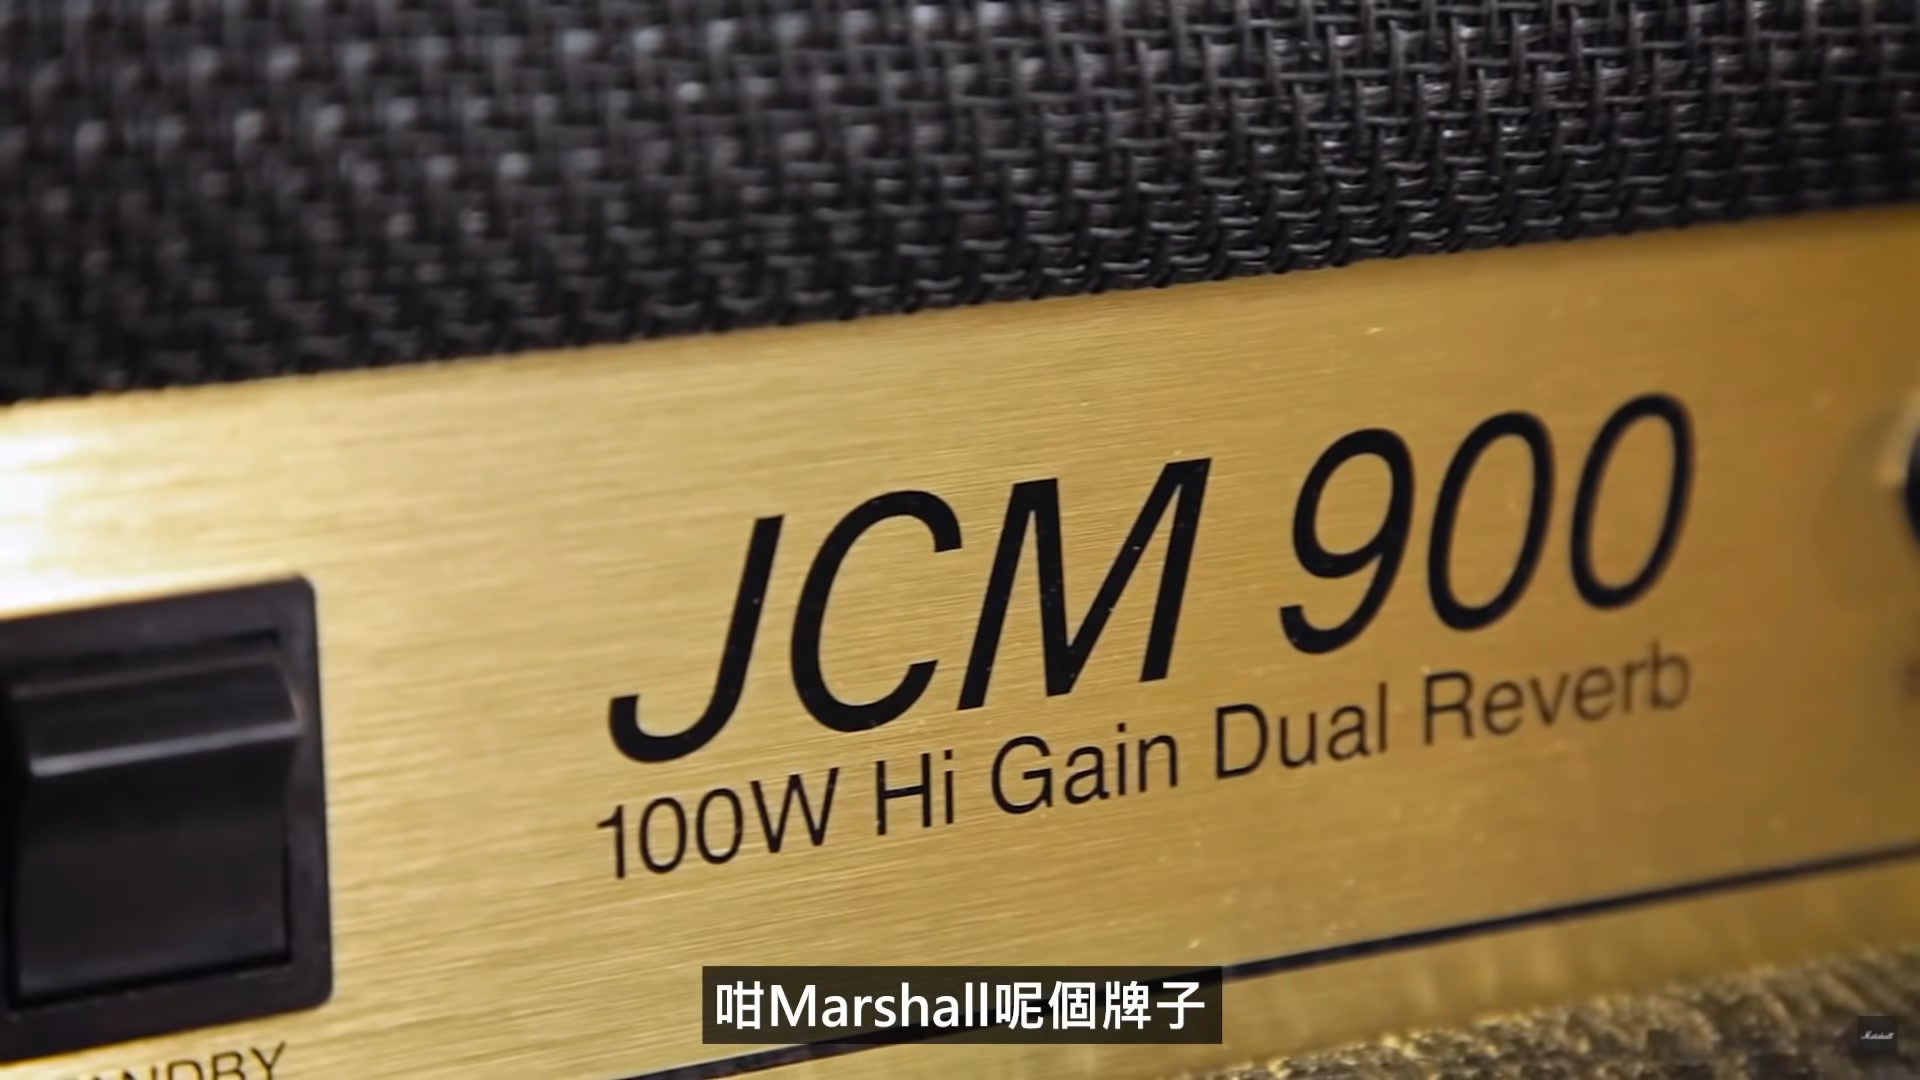 JCM 900
100W Hi Gain Dual Reverb
咁Marshall呢個牌子
Marshall